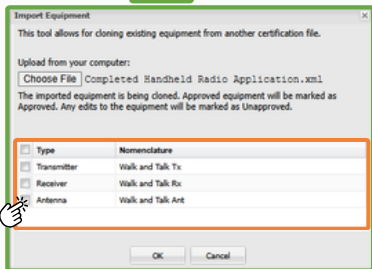 Import Equipment
This tool allows for cloning existing equipment from another certification file.
Upload from your computer:
Choose File Completed Handheld Radio Application.xml
The imported equipment is being cloned. Approved equipment will be marked as
Approved. Any edits to the equipment will be marked as Unapproved.
Type Nomenclature
Transmitter Walk and Talk Tx
Receiver Walk and Talk Rx
Antenna Walk and Talk Ant
OK Cancel